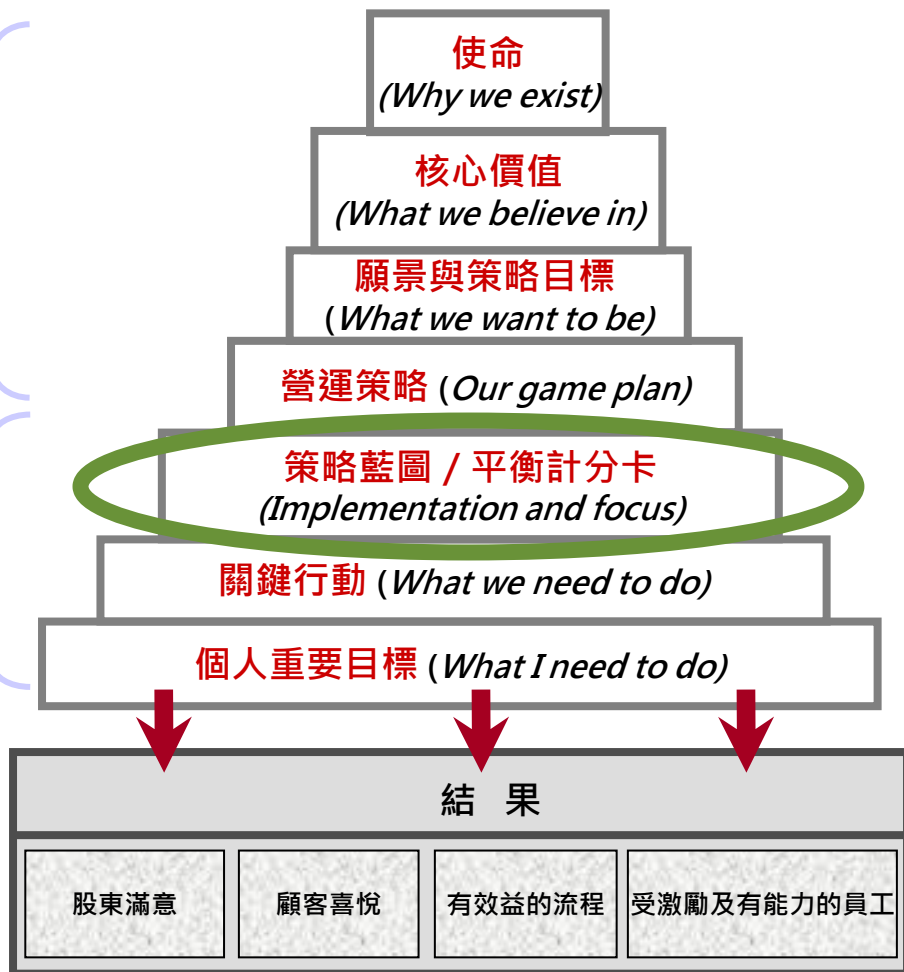 使命
(Why we exist)
核心價值
(What we believe in)
願景與策略目標
(What we want to be)
營運策略 (Our game plan)
策略藍圖 / 平衡計分卡
(Implementation and focus)
關鍵行動 (What we need to do)
個人重要目標 (What I need to do)
結 果
股東滿意 顧客喜悅 有效益的流程 受激勵及有能力的員工